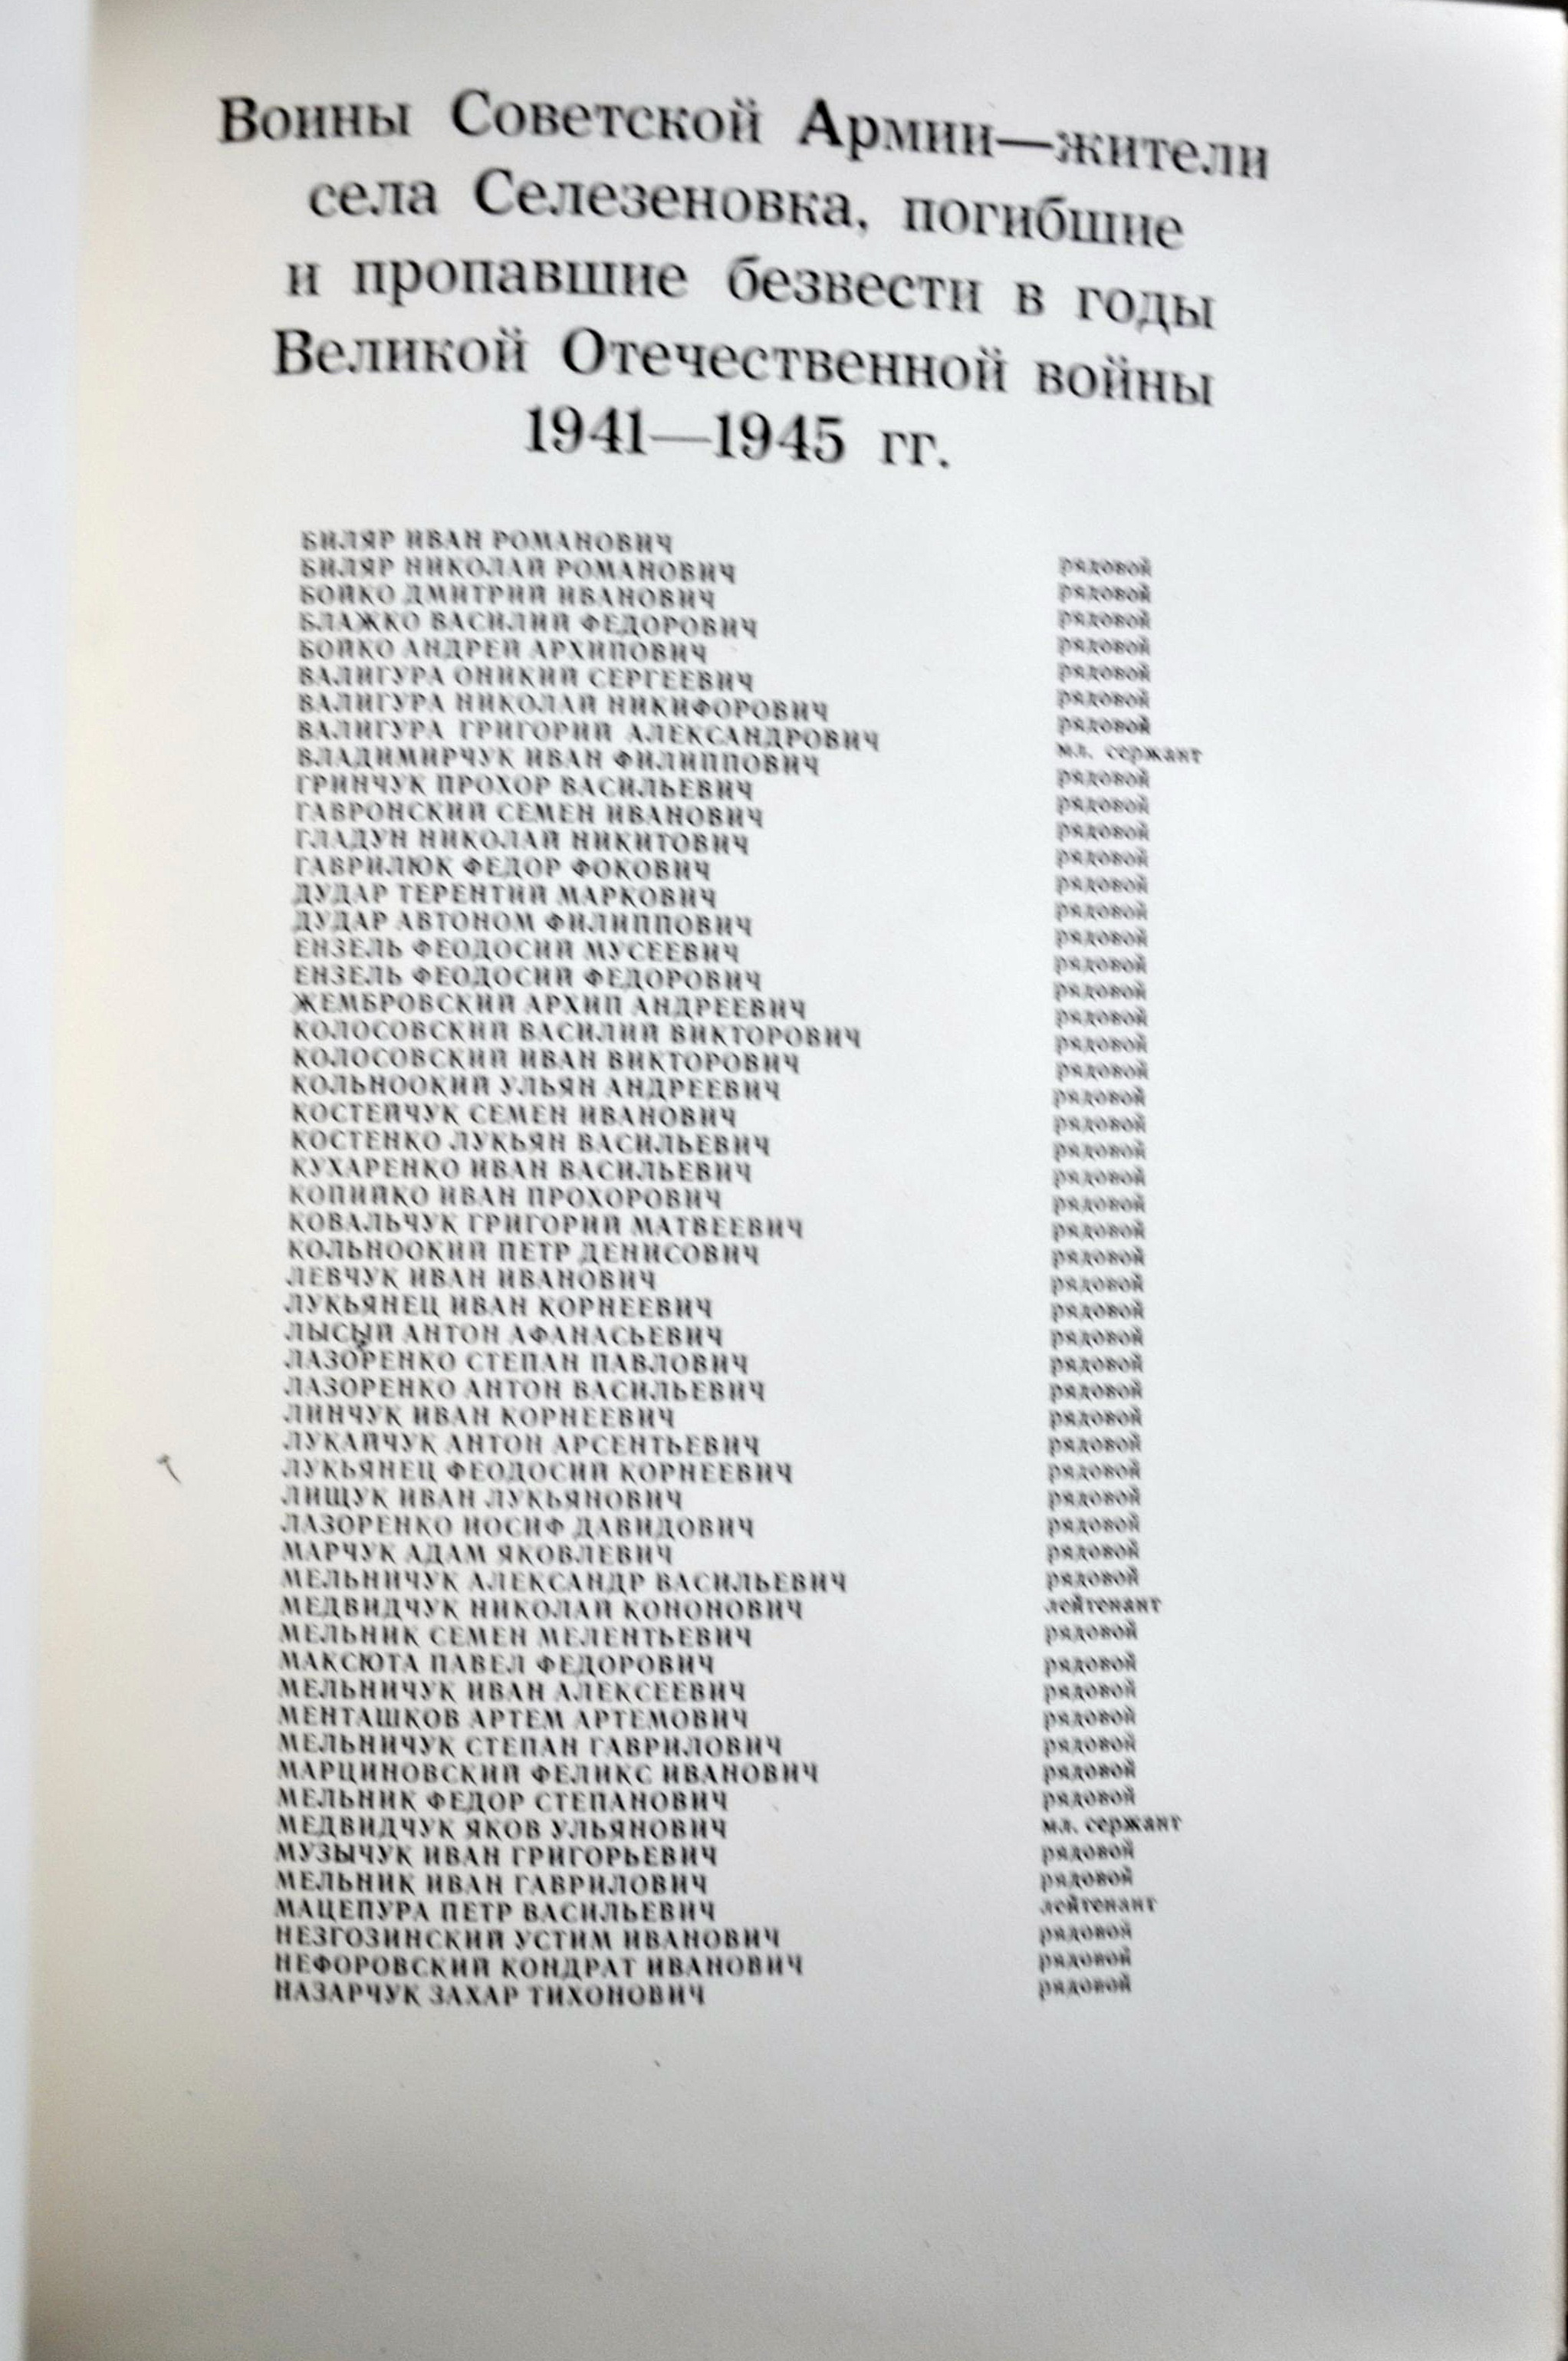 Воины Советской Армии—жители
села Селезеновка, погибшие
и пропавшие безвести в годы
Великой Отечественной войны
1941—1945 гг.
БИЛЯР ИВАН РОМАНОВИЧ рядовой
БИЛЯР НИКОЛАЙ РОМАНОВИЧ рядовой
БОЙКО ДМИТРИЙ ИВАНОВИЧ рядовой
БЛАЖКО ВАСИЛИЙ ФЕДОРОВИЧ рядовой
БОЙКО АНДРЕЙ АРХИПОВИЧ рядовой
ВАЛИГУРА ОНИКИЙ СЕРГЕЕВИЧ рядовой
ВАЛИГУРА НИКОЛАЙ НИКИФОРОВИЧ рядовой
ВАЛИГУРА ГРИГОРИЙ АЛЕКСАНДРОВИЧ мл. сержант
ВЛАДИМИРЧУК ИВАН ФИЛИППОВИЧ рядовой
ГРИНЧУК ПРОХОР ВАСИЛЬЕВИЧ рядовой
ГАВРОНСКИЙ СЕМЕН ИВАНОВИЧ рядовой
ГЛАДУН НИКОЛАЙ НИКИТОВИЧ рядовой
ГАВРИЛЮК ФЕДОР ФОКОВИЧ рядовой
ДУДАР ТЕРЕНТИЙ МАРКОВИЧ рядовой
ДУДАР АВТОНОМ ФИЛИППОВИЧ рядовой
ЕНЗЕЛЬ ФЕОДОСИЙ МУСЕЕВИЧ рядовой
ЕНЗЕЛЬ ФЕОДОСИЙ ФЕДОРОВИЧ рядовой
ЖЕМБРОВСКИЙ АРХИП АНДРЕЕВИЧ рядовой
КОЛОСОВСКИЙ ВАСИЛИЙ ВИКТОРОВИЧ рядовой
КОЛОСОВСКИЙ ИВАН ВИКТОРОВИЧ рядовой
КОЛЬНООКИЙ УЛЬЯН АНДРЕЕВИЧ рядовой
КОСТЕЙЧУК СЕМЕН ИВАНОВИЧ рядовой
КОСТЕНКО ЛУКЬЯН ВАСИЛЬЕВИЧ рядовой
КУХАРЕНКО ИВАН ВАСИЛЬЕВИЧ рядовой
КОПИЙКО ИВАН ПРОХОРОВИЧ рядовой
КОВАЛЬЧУК ГРИГОРИЙ МАТВЕЕВИЧ рядовой
КОЛЬНООКИЙ ПЕТР ДЕНИСОВИЧ рядовой
ЛЕВЧУК ИВАН ИВАНОВИЧ рядовой
ЛУКЬЯНЕЦ ИВАН КОРНЕЕВИЧ рядовой
ЛЫСЫЙ АНТОН АФАНАСЬЕВИЧ рядовой
ЛАЗОРЕНКО СТЕПАН ПАВЛОВИЧ рядовой
ЛАЗОРЕНКО АНТОН ВАСИЛЬЕВИЧ рядовой
ЛИНЧУК ИВАН КОРНЕЕВИЧ рядовой
ЛУКАЙЧУК АНТОН АРСЕНТЬЕВИЧ рядовой
ЛУКЬЯНЕЦ ФЕОДОСИЙ КОРНЕЕВИЧ рядовой
ЛИЩУК ИВАН ЛУКЬЯНОВИЧ рядовой
ЛАЗОРЕНКО ИОСИФ ДАВИДОВИЧ рядовой
МАРЧУК АДАМ ЯКОВЛЕВИЧ рядовой
МЕЛЬНИЧУК АЛЕКСАНДР ВАСИЛЬЕВИЧ рядовой
МЕДВИДЧУК НИКОЛАЙ КОНОНОВИЧ лейтенант
МЕЛЬНИК СЕМЕН МЕЛЕНТЬЕВИЧ рядовой
МАКСЮТА ПАВЕЛ ФЕДОРОВИЧ рядовой
МЕЛЬНИЧУК ИВАН АЛЕКСЕЕВИЧ рядовой
МЕНТАШКОВ АРТЕМ АРТЕМОВИЧ рядовой
МЕЛЬНИЧУК СТЕПАН ГАВРИЛОВИЧ рядовой
МАРЦИНОВСКИЙ ФЕЛИКС ИВАНОВИЧ рядовой
МЕЛЬНИК ФЕДОР СТЕПАНОВИЧ рядовой
МЕДВИДЧУК ЯКОВ УЛЬЯНОВИЧ мл. сержант
МУЗЫЧУК ИВАН ГРИГОРЬЕВИЧ рядовой
МЕЛЬНИК ИВАН ГАВРИЛОВИЧ рядовой
МАЦЕПУРА ПЕТР ВАСИЛЬЕВИЧ лейтенант
НЕЗГОЗИНСКИЙ УСТИМ ИВАНОВИЧ рядовой
НЕФОРОВСКИЙ КОНДРАТ ИВАНОВИЧ рядовой
НАЗАРЧУК ЗАХАР ТИХОНОВИЧ рядовой